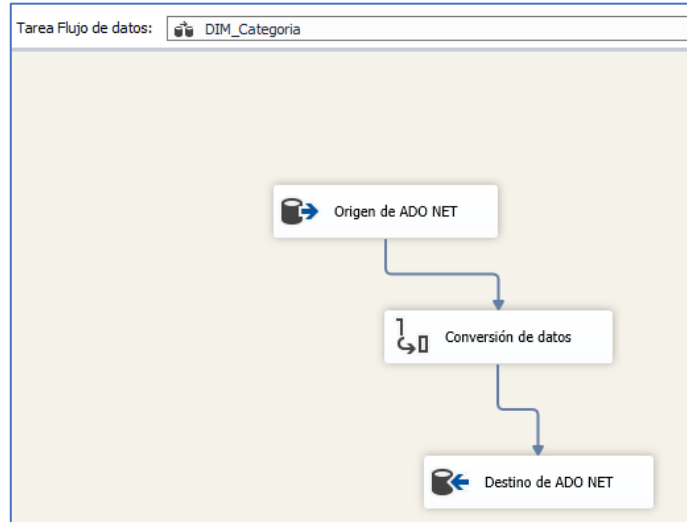 Tarea Flujo de datos: DIM_Categoria
Origen de ADO NET
Conversión de datos
Destino de ADO NET